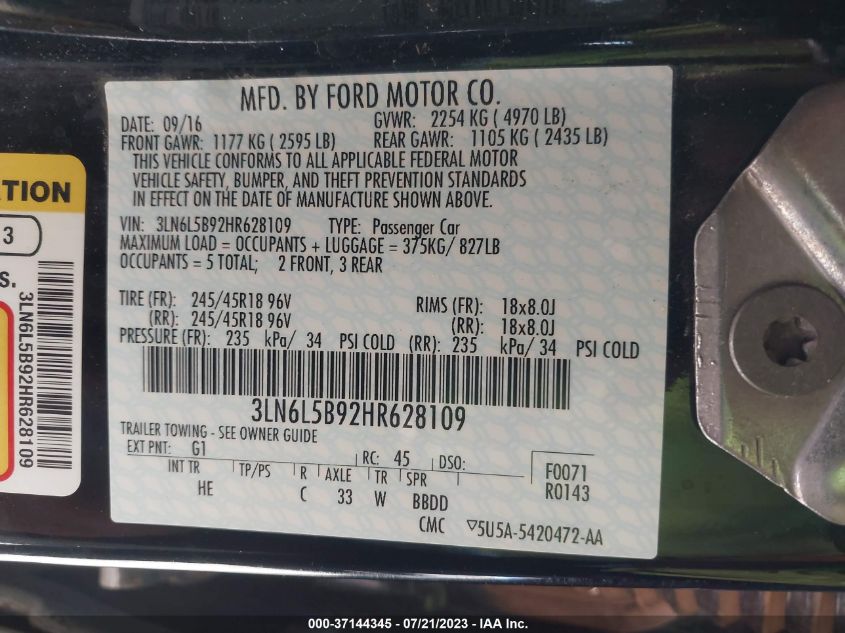 MFD. BY FORD MOTOR CO.
DATE: 09/16 GVWR: 2254 KG ( 4970 LB)
FRONT GAWR: 1177 KG ( 2595 LB) REAR GAWR: 1105 KG ( 2435 LB)
THIS VEHICLE CONFORMS TO ALL APPLICABLE FEDERAL MOTOR
VEHICLE SAFETY, BUMPER, AND THEFT PREVENTION STANDARDS
IN EFFECT ON THE DATE OF MANUFACTURE SHOWN ABOVE.
VIN: 3LN6L5B92HR628109 TYPE: Passenger Car
MAXIMUM LOAD = OCCUPANTS + LUGGAGE = 375KG/ 827LB
OCCUPANTS = 5 TOTAL; 2 FRONT, 3 REAR
TIRE (FR): 245/45R18 96V RIMS (FR): 18x8.0J
(RR): 245/45R18 96V (RR): 18x8.0J
PRESSURE (FR): 235 kPa/ 34 PSI COLD (RR): 235 kPa/ 34 PSI COLD
3LN6L5B92HR628109
TRAILER TOWING - SEE OWNER GUIDE
EXT PNT: G1 RC: 45 DSO:
INT TR TP/PS R AXLE TR SPR F0071
HE C 33 W BBDD R0143
CMC ▽5U5A-5420472-AA
ATION
3
S.
3LN6L5B92HR628109
000-37144345 / 07/21/2023 / IAA Inc.